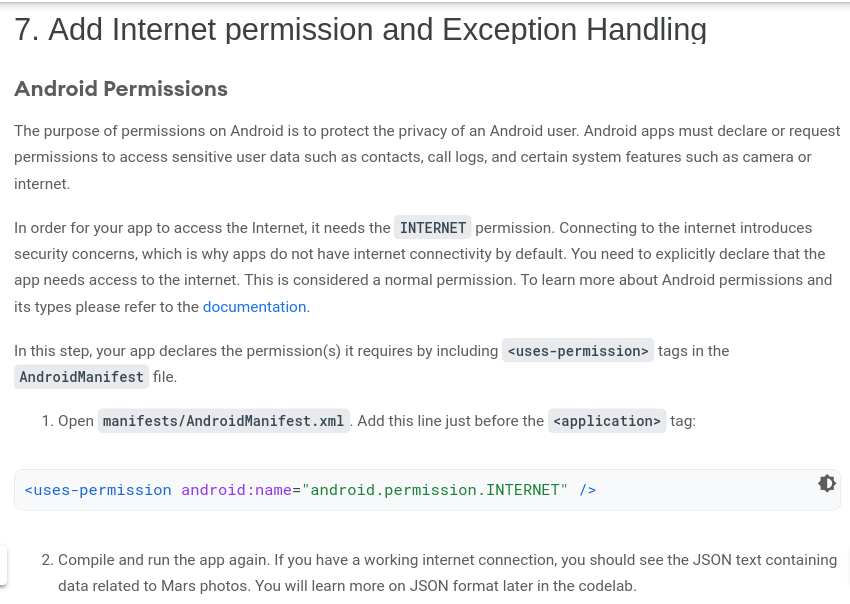 7. Add Internet permission and Exception Handling
Android Permissions
The purpose of permissions on Android is to protect the privacy of an Android user. Android apps must declare or request
permissions to access sensitive user data such as contacts, call logs, and certain system features such as camera or
internet.
In order for your app to access the Internet, it needs the INTERNET permission. Connecting to the internet introduces
security concerns, which is why apps do not have internet connectivity by default. You need to explicitly declare that the
app needs access to the internet. This is considered a normal permission. To learn more about Android permissions and
its types please refer to the documentation.
In this step, your app declares the permission(s) it requires by including <uses-permission> tags in the
AndroidManifest file.
1. Open manifests/AndroidManifest.xml. Add this line just before the <application> tag:
<uses-permission android:name="android.permission.INTERNET" />
2. Compile and run the app again. If you have a working internet connection, you should see the JSON text containing
data related to Mars photos. You will learn more on JSON format later in the codelab.